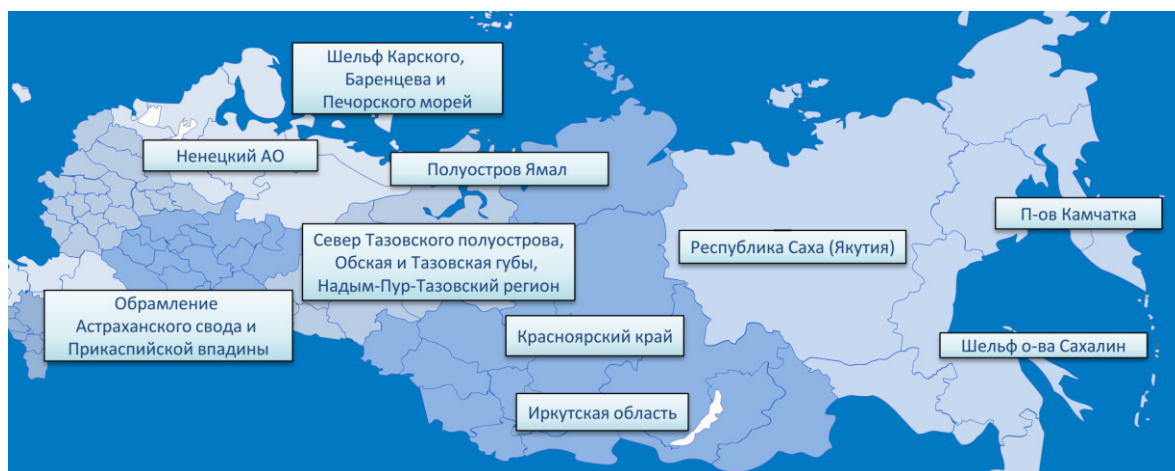 Шельф Карского,
Баренцева и
Печорского морей
Ненецкий АО
Полуостров Ямал
П-ов Камчатка
Север Тазовского полуострова,
Обская и Тазовская губы,
Надым-Пур-Тазовский регион
Республика Саха (Якутия)
Обрамление
Астраханского свода и
Прикаспийской впадины
Красноярский край
Шельф о-ва Сахалин
Иркутская область